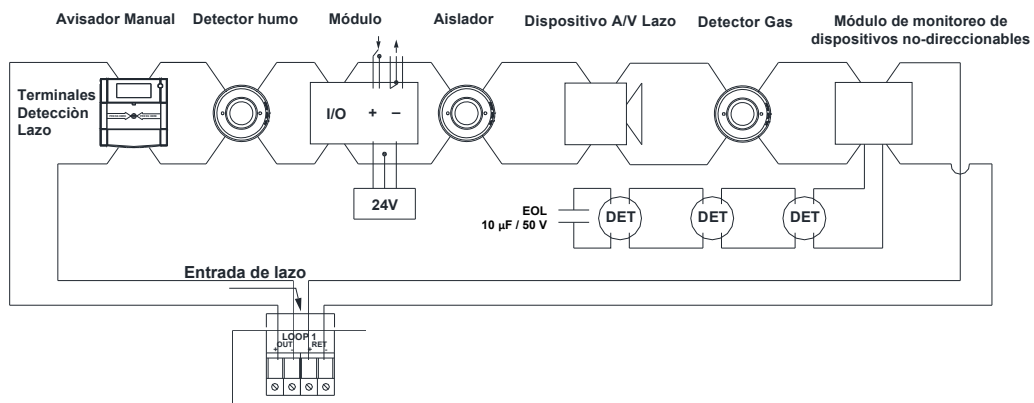 Avisador Manual
Detector humo
Módulo
Aislador
Dispositivo A/V Lazo
Detector Gas
Módulo de monitoreo de
dispositivos no-direccionables
Terminales
Detecciòn
Lazo
I/O + –
24V
EOL
10 µF / 50 V
DET
DET
DET
Entrada de lazo
LOOP 1
OUT RET
+ - + -